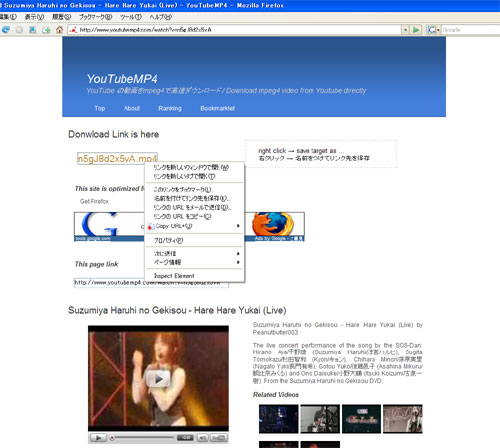 Suzumiya Haruhi no Gekisou - Hare Hare Yukai (Live) - YouTubeMP4 - Mozilla Firefox
編集(E) 表示(V) 履歴(S) ブックマーク(B) ツール(T) ヘルプ(H)
http://www.youtubemp4.com/watch?v=n5gJ8d2x5vA
Google
YouTubeMP4
YouTube の動画をmpeg4で高速ダウンロード / Download mpeg4 video from Youtube directly
Top About Ranking Bookmarklet
Donwload Link is here
right click → save target as ...
右クリック → 名前をつけてリンク先を保存
n5gJ8d2x5vA.mp4
リンクを新しいウィンドウで開く(W)
リンクを新しいタブで開く(T)
このリンクをブックマーク(L)...
名前を付けてリンク先を保存(K)...
リンクの URL をメールで送信(D)...
リンクの URL をコピー(C)
Copy URL+(U)
プロパティ(P)
次に送信
ページ情報
Inspect Element
This site is optimized f
Get Firefox
tools.google.com
Ads by Google
This page link
http://www.youtubemp4.com/watch?v=n5gJ8d2x5vA
Suzumiya Haruhi no Gekisou - Hare Hare Yukai (Live)
Suzumiya Haruhi no Gekisou - Hare Hare Yukai (Live) by
Peanutbutter003
The live concert performance of the song by the SOS-Dan:
Hirano Aya/平野綾 (Suzumiya Haruhi/涼宮ハルヒ), Sugita
Tomokazu/杉田智和 (Kyon/キョン), Chihara Minori/茅原実里
(Nagato Yuki/長門有希), Gotou Yuko/後藤邑子 (Asahina Mikuru/
朝比奈みくる) and Ono Daisuke/小野大輔 (Itsuki Koizumi/古泉一
樹). From the Suzumiya Haruhi DVD.
Related Videos